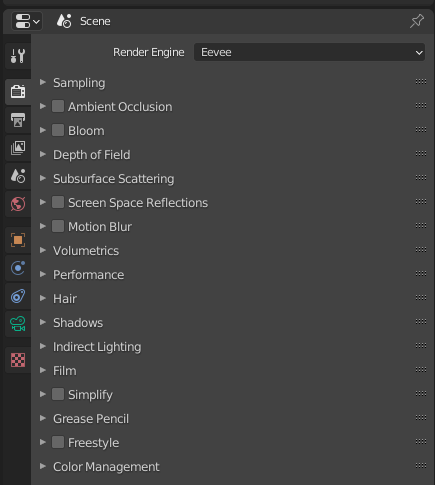 Scene
Render Engine Eevee
Sampling
Ambient Occlusion
Bloom
Depth of Field
Subsurface Scattering
Screen Space Reflections
Motion Blur
Volumetrics
Performance
Hair
Shadows
Indirect Lighting
Film
Simplify
Grease Pencil
Freestyle
Color Management